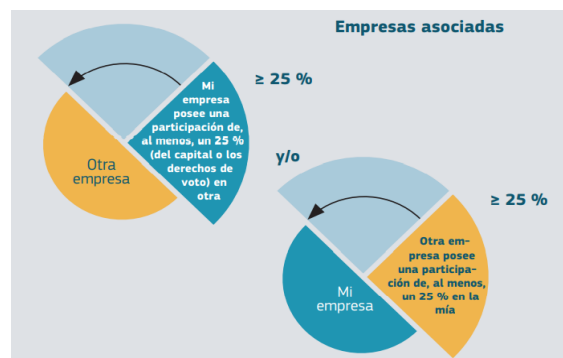 Empresas asociadas
≥ 25 %
Mi
empresa
posee una
participación de,
al menos, un 25 %
(del capital o los
derechos de
voto) en
otra
Otra
empresa
y/o
≥ 25 %
Otra em-
presa posee
una participa-
ción de, al menos,
un 25 % en la
mía
Mi
empresa